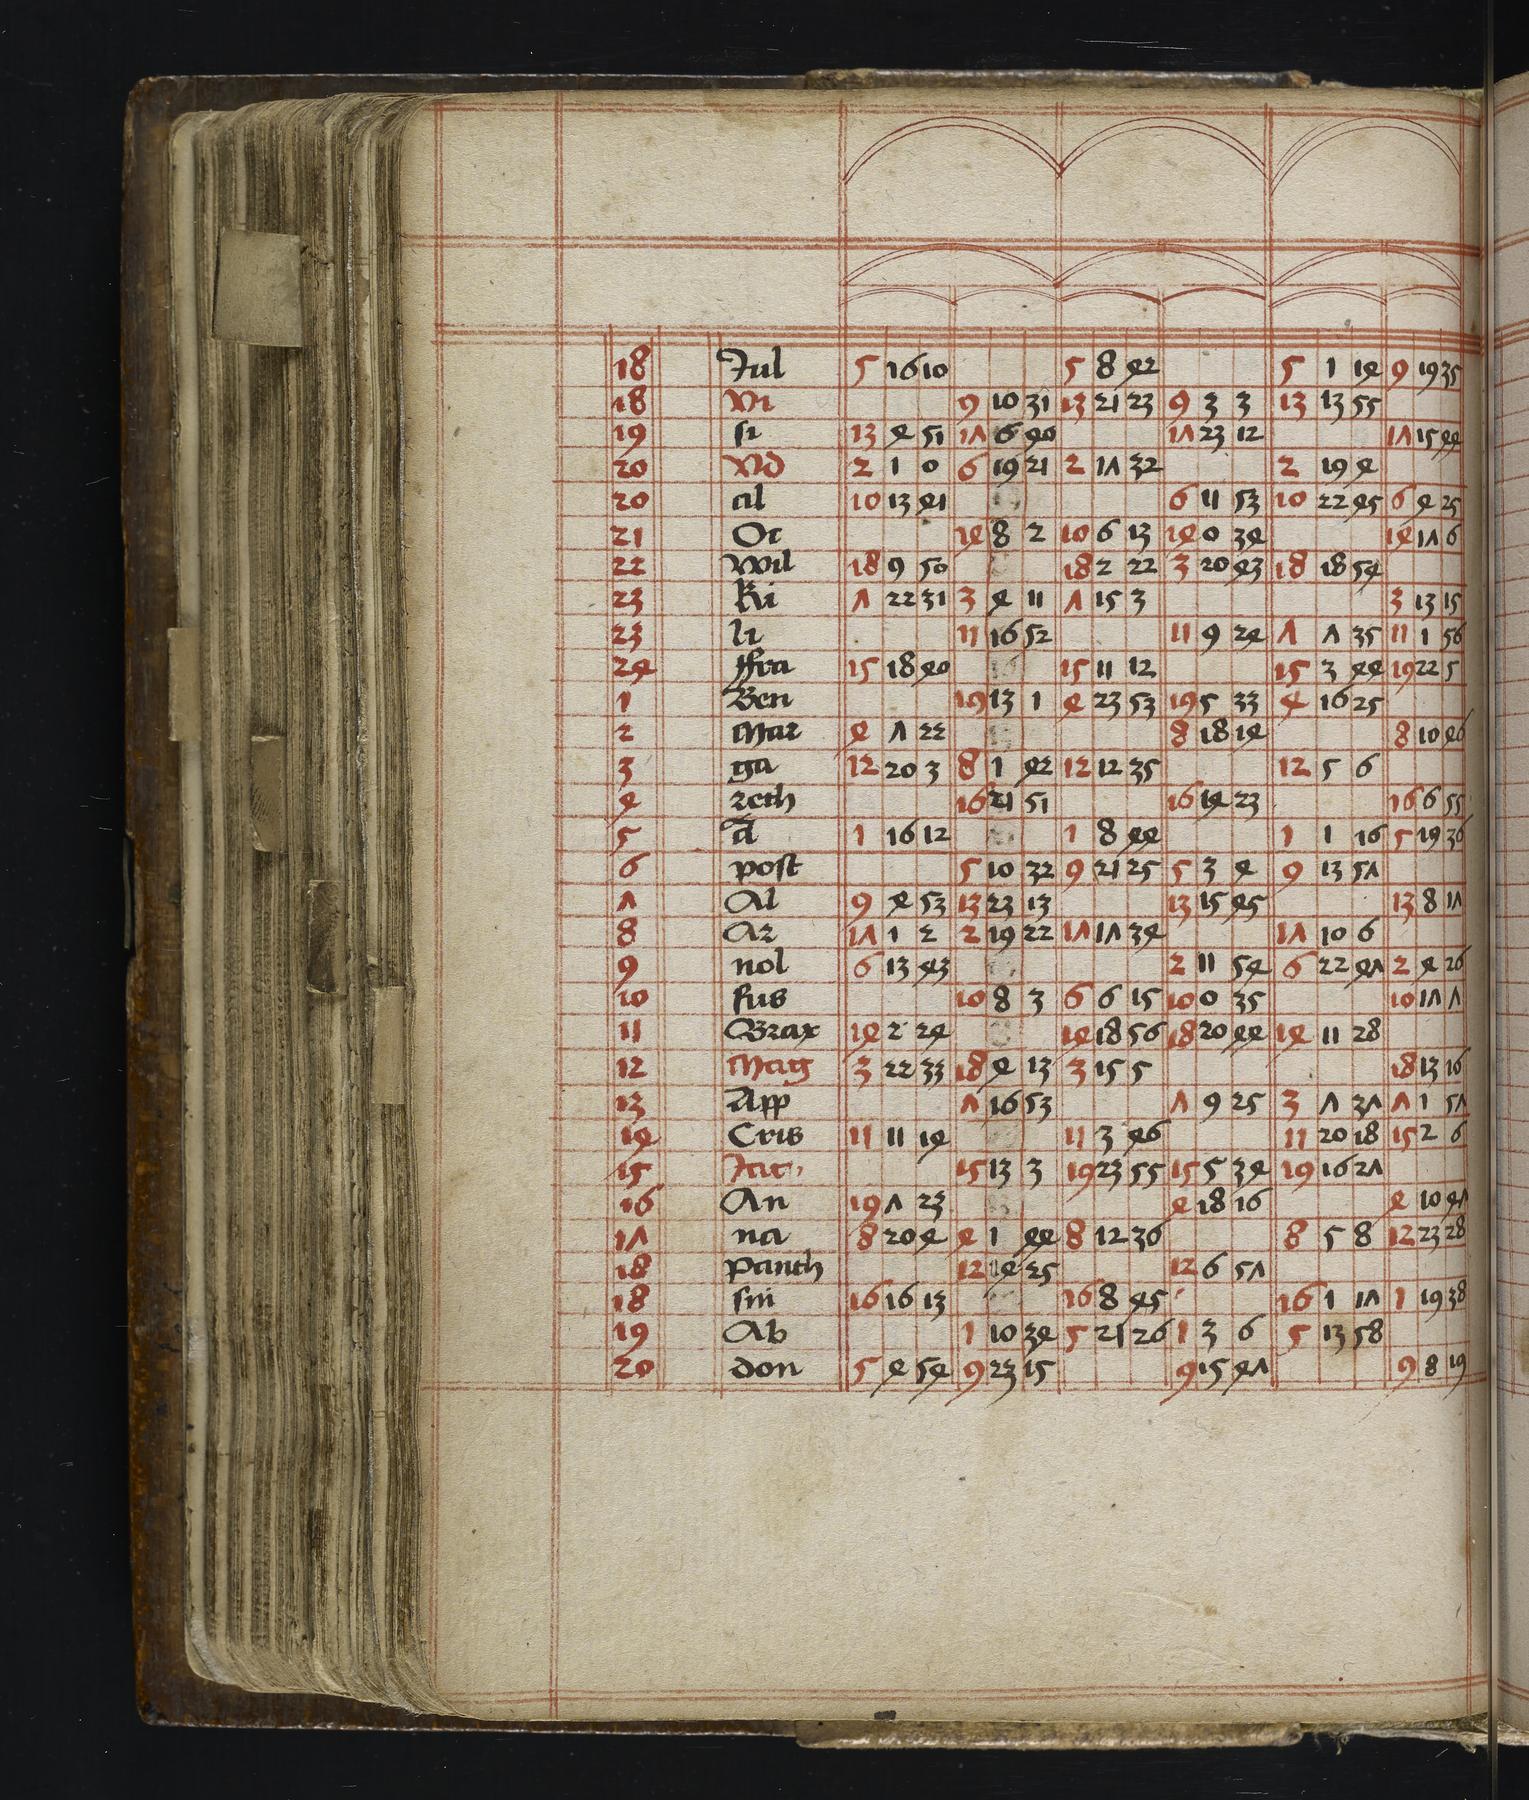 18 Jul 5 16 10 5 8 42 5 1 14 9 19 35
18 Vi 9 10 31 13 21 23 9 3 3 13 13 55
19 si 13 4 51 17 6 40 17 23 12 17 15 44
20 Vd 2 1 0 6 19 21 2 17 32 2 19 4
20 al 10 13 41 6 11 53 10 22 45 6 4 25
21 Oc 14 8 2 10 6 13 14 0 34 14 17 6
22 Wil 18 9 50 18 2 22 3 20 43 18 18 54
23 Ki 7 22 31 3 4 11 7 15 3 3 13 15
23 li 11 16 52 11 9 24 7 7 35 11 1 56
24 ffra 15 18 40 15 11 12 15 3 44 19 22 5
1 Ben 19 13 1 4 23 53 19 5 33 4 16 25
2 Mar 4 7 22 8 18 14 8 10 46
3 ga 12 20 3 8 1 42 12 12 35 12 5 6
4 reth 16 21 51 16 14 23 16 6 55
5 a 1 16 12 1 8 44 1 1 16 5 19 36
6 post 5 10 32 9 21 25 5 3 4 9 13 57
7 Al 9 4 53 13 23 13 13 15 45 13 8 17
8 Ar 17 1 2 2 19 22 17 17 34 17 10 6
9 nol 6 13 43 2 11 54 6 22 47 2 4 26
10 fus 10 8 3 6 6 15 10 0 35 10 17 7
11 Brax 14 2 24 14 18 56 18 20 44 14 11 28
12 Mag 3 22 33 18 4 13 3 15 5 18 13 16
13 App 7 16 53 7 9 25 3 7 37 7 1 57
14 Cris 11 11 14 11 3 46 11 20 18 15 2 6
15 Jac 15 13 3 19 23 55 15 5 34 19 16 27
16 An 19 7 23 4 18 16 4 10 47
17 na 8 20 4 4 1 44 8 12 36 8 5 8 12 23 28
18 Panth 12 14 25 12 6 57
18 sm 16 16 13 16 8 45 16 1 17 1 19 38
19 Ab 1 10 34 5 21 26 1 3 6 5 13 58
20 don 5 4 54 9 23 15 9 15 47 9 8 19